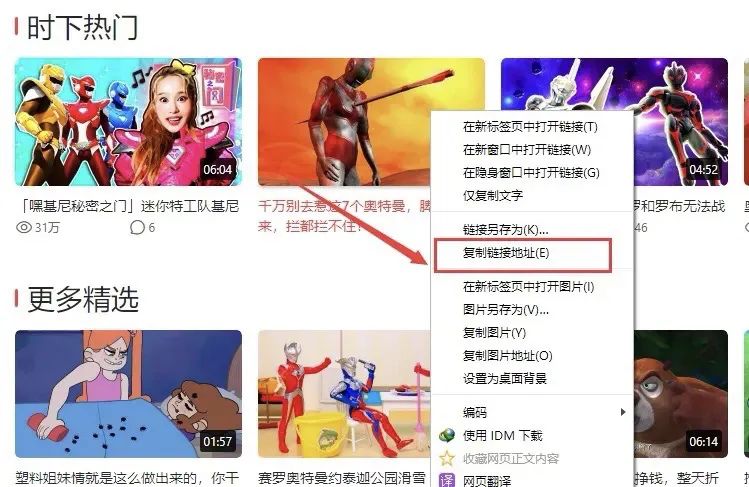 时下热门
06:04
04:52
「嘿基尼秘密之门」迷你特工队基尼
31万
6
千万别去惹这7个奥特曼，腾
来，拦都拦不住！
罗和罗布无法战
46
在新标签页中打开链接(T)
在新窗口中打开链接(W)
在隐身窗口中打开链接(G)
仅复制文字
链接另存为(K)...
复制链接地址(E)
在新标签页中打开图片(I)
图片另存为(V)...
复制图片(Y)
复制图片地址(O)
设置为桌面背景
编码
使用 IDM 下载
收藏网页正文内容
译
网页翻译
更多精选
01:57
06:14
塑料姐妹情就是这么做出来的，你干
赛罗奥特曼约泰迦公园滑雪
挣钱，整天折